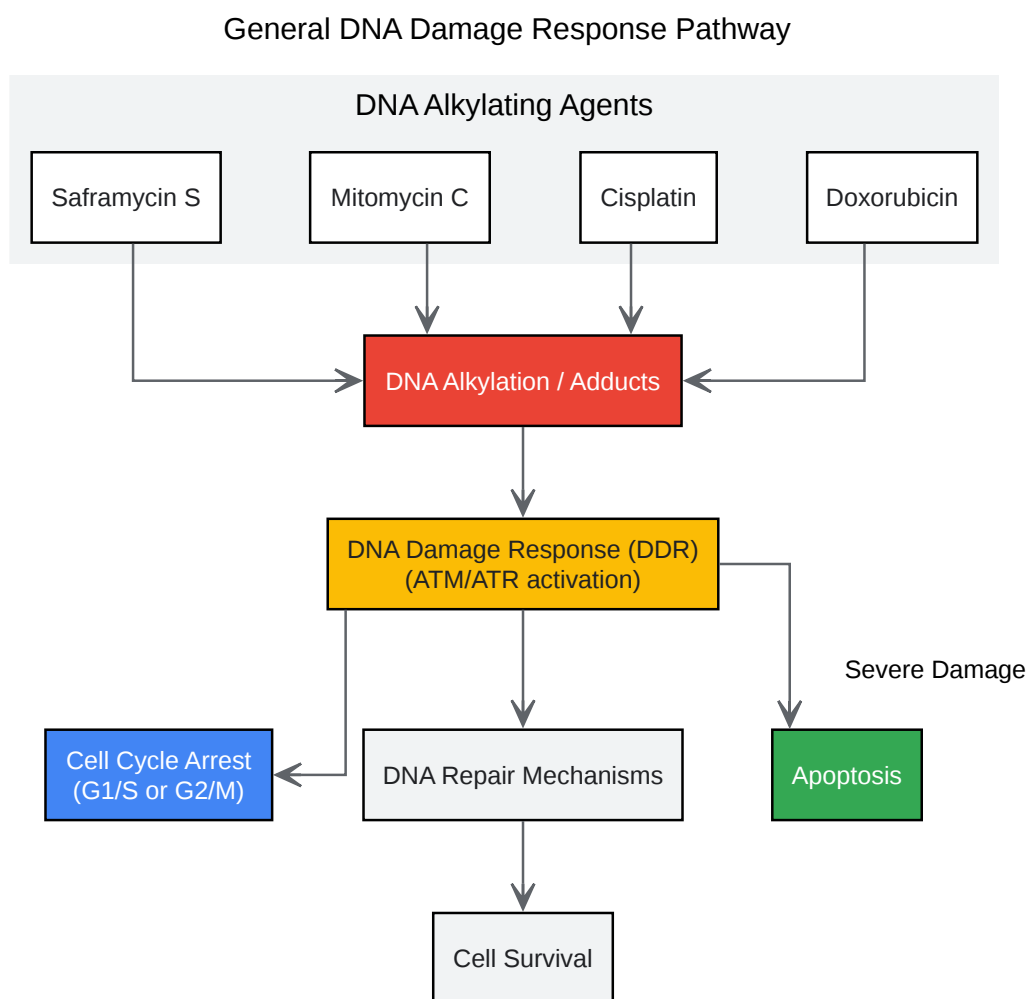 General DNA Damage Response Pathway
DNA Alkylating Agents
Saframycin S
Mitomycin C
Cisplatin
Doxorubicin
DNA Alkylation / Adducts
DNA Damage Response (DDR)
(ATM/ATR activation)
Severe Damage
Cell Cycle Arrest
(G1/S or G2/M)
DNA Repair Mechanisms
Apoptosis
Cell Survival